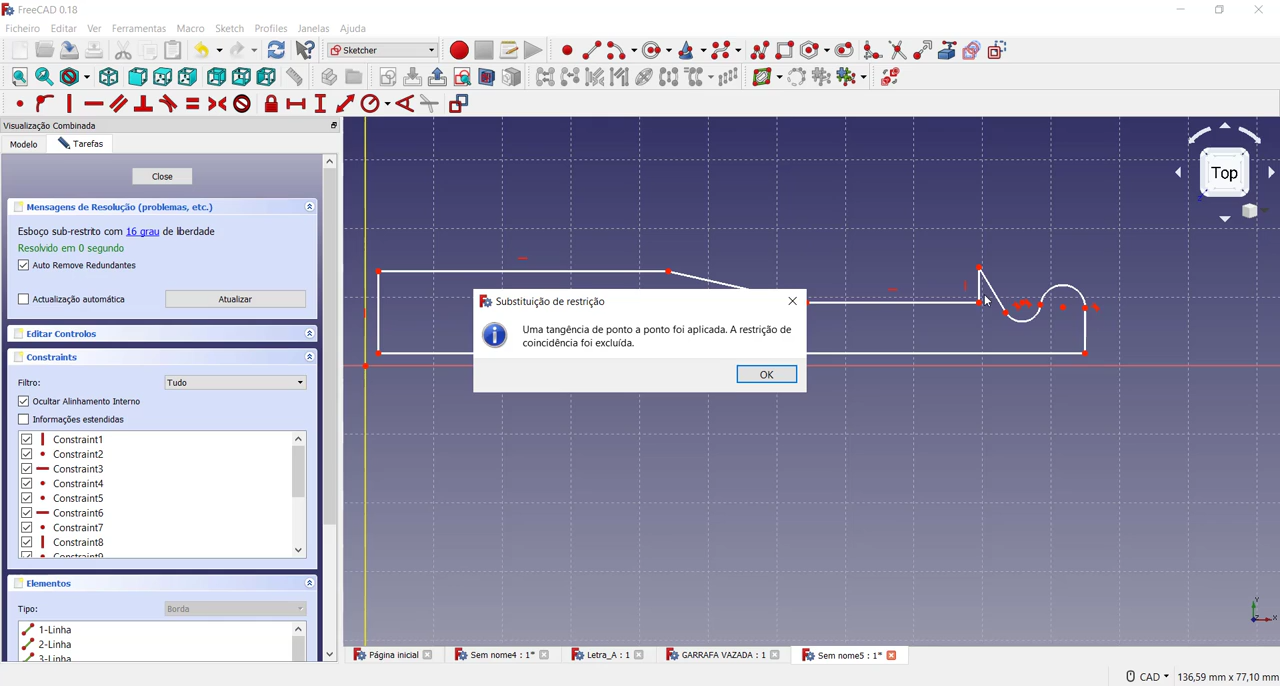 FreeCAD 0.18
Ficheiro Editar Ver Ferramentas Macro Sketch Profiles Janelas Ajuda
Sketcher
Visualização Combinada
Modelo Tarefas
Close
Mensagens de Resolução (problemas, etc.)
Esboço sub-restrito com 16 grau de liberdade
Resolvido em 0 segundo
Auto Remove Redundantes
Actualização automática Atualizar
Editar Controlos
Constraints
Filtro: Tudo
Ocultar Alinhamento Interno
Informações estendidas
Constraint1
Constraint2
Constraint3
Constraint4
Constraint5
Constraint6
Constraint7
Constraint8
Constraint9
Elementos
Tipo: Borda
1-Linha
2-Linha
3-Linha
Substituição de restrição
Uma tangência de ponto a ponto foi aplicada. A restrição de
coincidência foi excluída.
OK
Top
Z
Y
Z X
Página inicial Sem nome4 : 1* Letra_A : 1 GARRAFA VAZADA : 1 Sem nome5 : 1*
CAD 136,59 mm x 77,10 mm